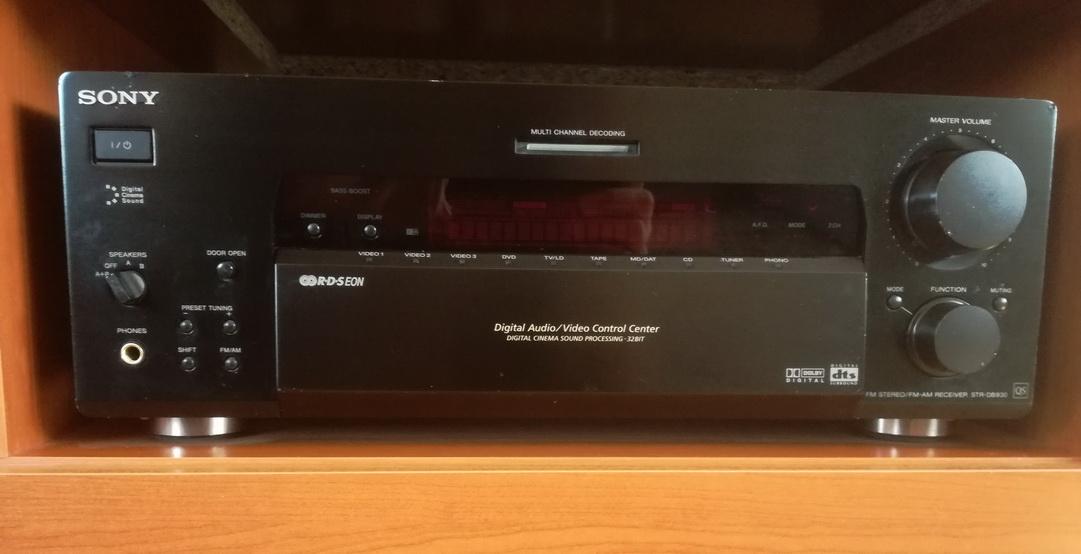 SONY
I/⏻
Digital
Cinema
Sound
MULTI CHANNEL DECODING
MASTER VOLUME
BASS BOOST
DIMMER
DISPLAY
A.F.D.
MODE
2CH
VIDEO 1
VIDEO 2
VIDEO 3
DVD
TV/LD
TAPE
MD/DAT
CD
TUNER
PHONO
SPEAKERS
OFF
A
B
A+B
DOOR OPEN
PRESET TUNING
-
+
PHONES
SHIFT
FM/AM
R·D·S EON
Digital Audio/Video Control Center
DIGITAL CINEMA SOUND PROCESSING·32BIT
MODE
FUNCTION
MUTING
DOLBY
DIGITAL
DIGITAL
dts
SURROUND
FM STEREO/FM-AM RECEIVER STR-DB930
QS